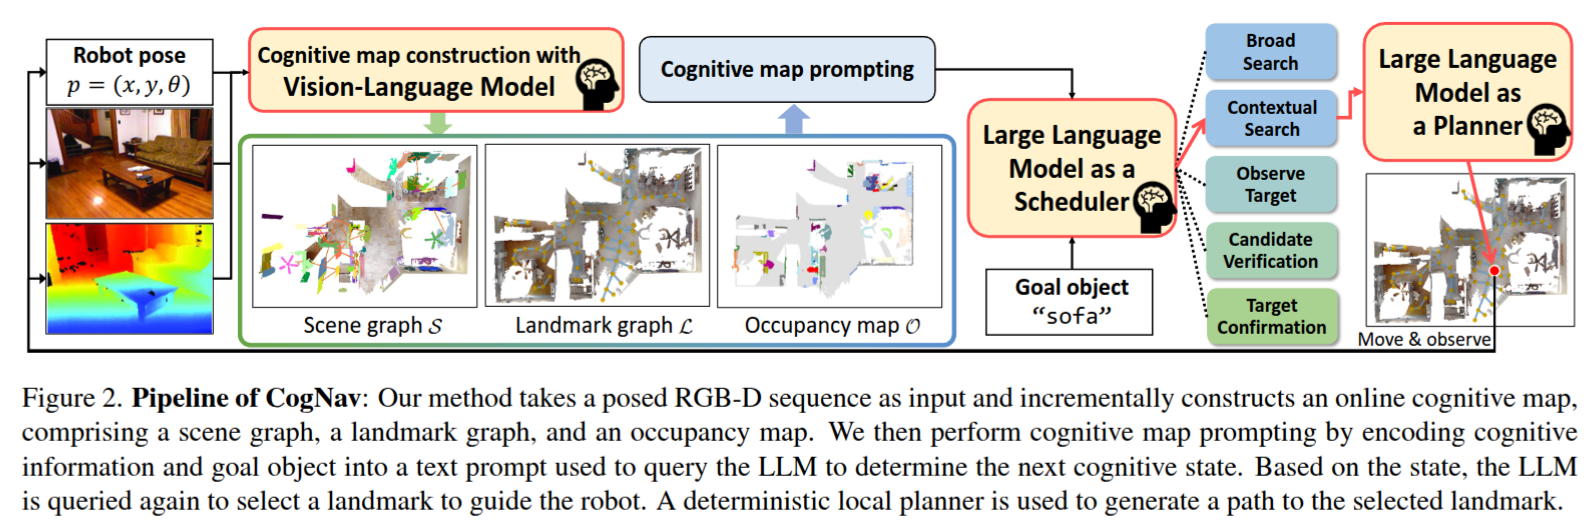 Robot pose
p = (x, y, θ)
Cognitive map construction with
Vision-Language Model
Scene graph 𝒮
Landmark graph ℒ
Occupancy map 𝒪
Cognitive map prompting
Large Language
Model as a
Scheduler
Goal object
“sofa”
Broad
Search
Contextual
Search
Observe
Target
Candidate
Verification
Target
Confirmation
Large Language
Model as
a Planner
Move & observe
Figure 2. Pipeline of CogNav: Our method takes a posed RGB-D sequence as input and incrementally constructs an online cognitive map,
comprising a scene graph, a landmark graph, and an occupancy map. We then perform cognitive map prompting by encoding cognitive
information and goal object into a text prompt used to query the LLM to determine the next cognitive state. Based on the state, the LLM
is queried again to select a landmark to guide the robot. A deterministic local planner is used to generate a path to the selected landmark.